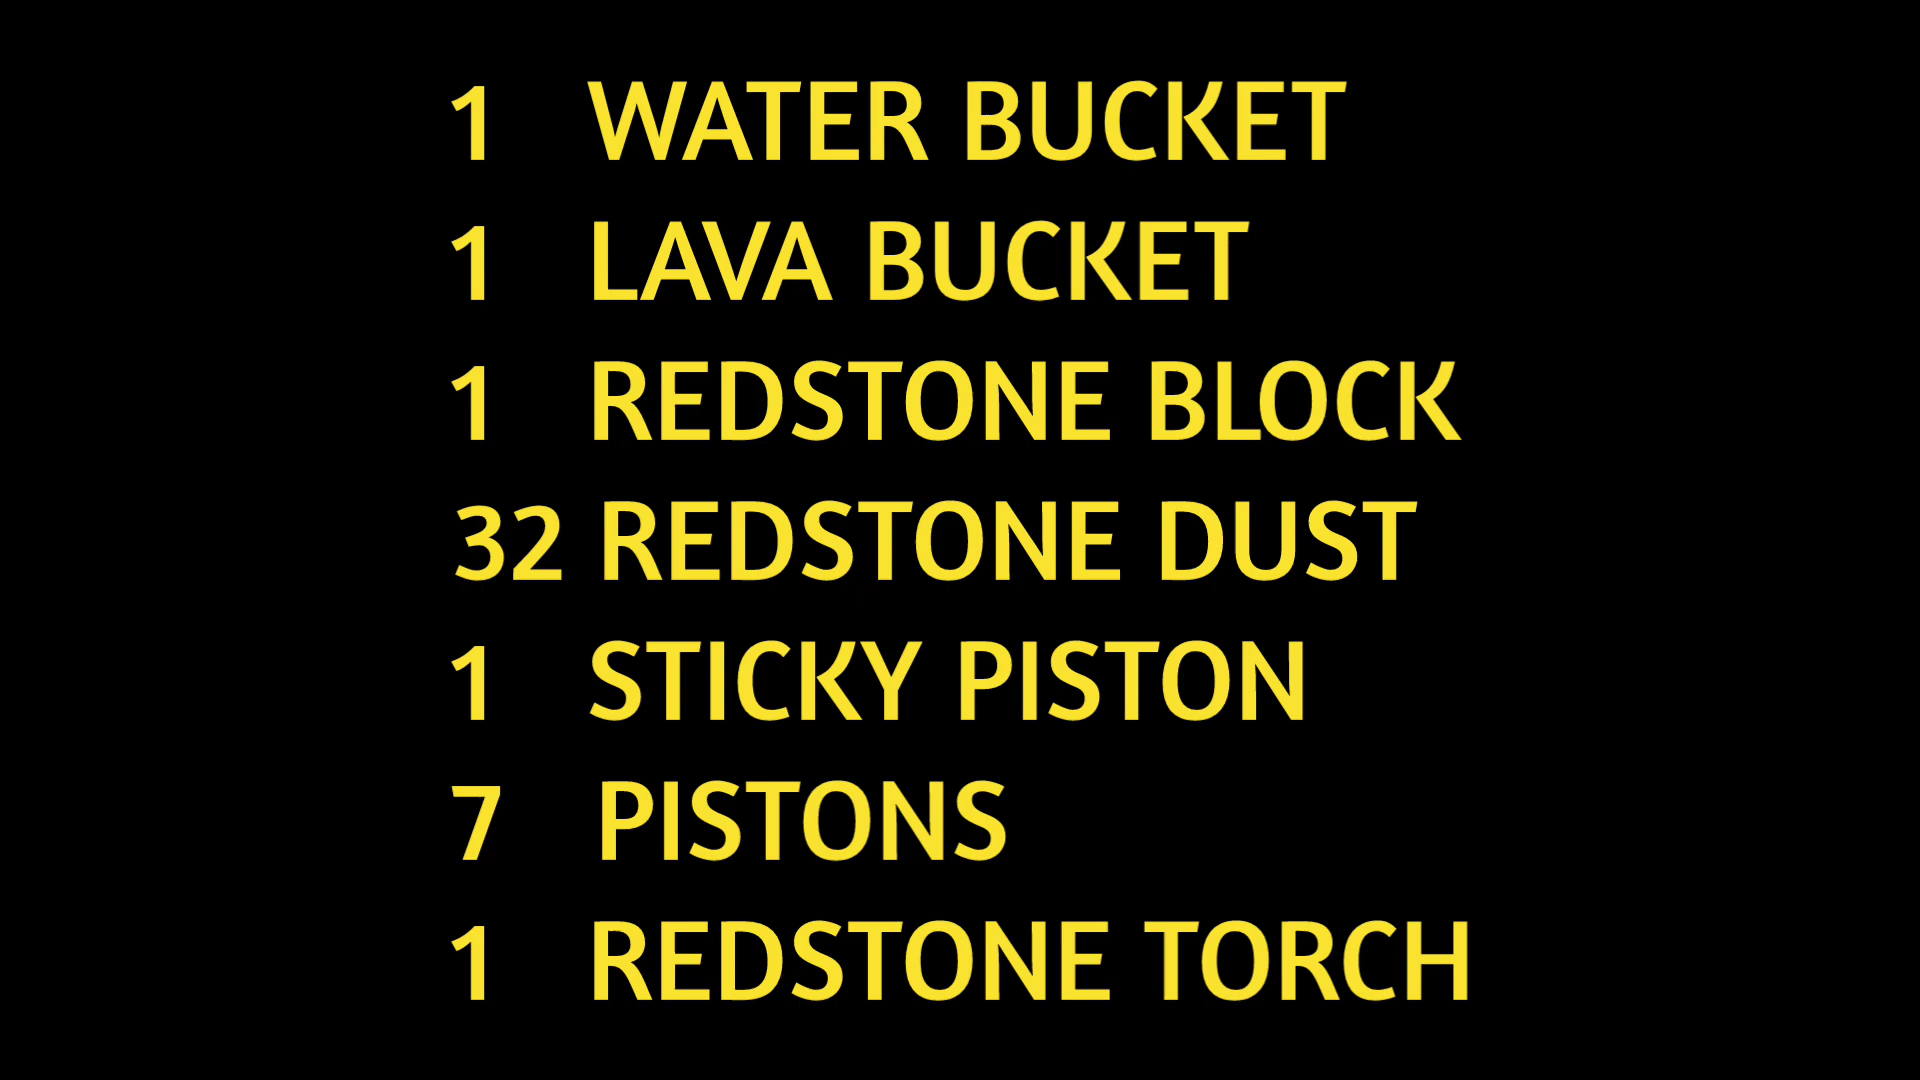 1 WATER BUCKET
1 LAVA BUCKET
1 REDSTONE BLOCK
32 REDSTONE DUST
1 STICKY PISTON
7 PISTONS
1 REDSTONE TORCH